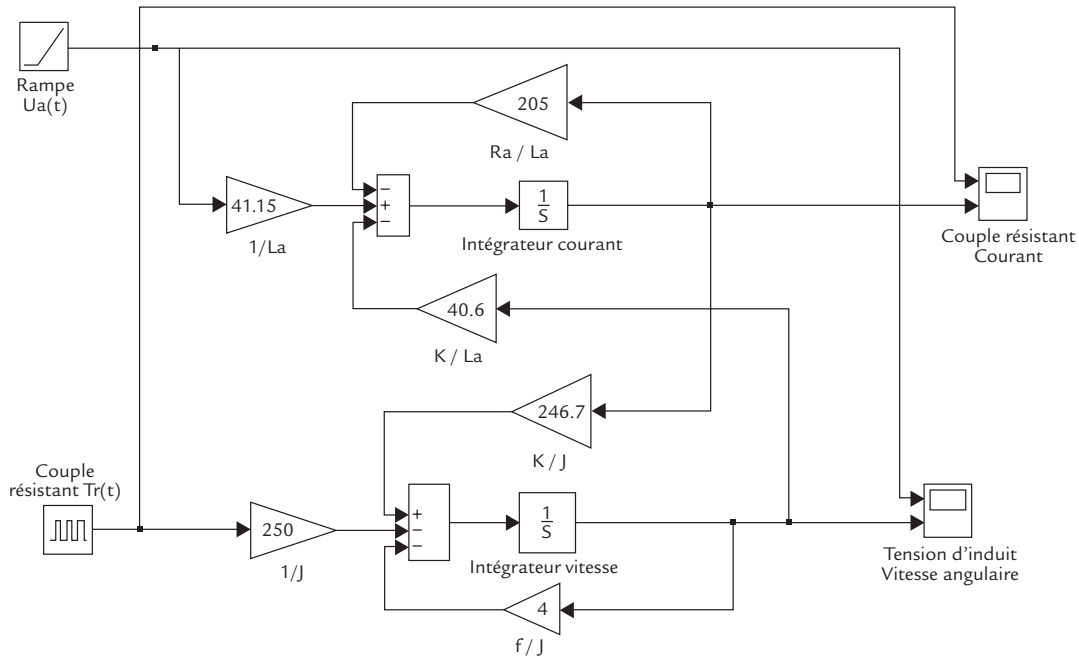 Rampe
Ua(t)
205
Ra / La
41.15
1/La
−
+
−
1
S
Intégrateur courant
Couple résistant
Courant
40.6
K / La
246.7
K / J
Couple
résistant Tr(t)
250
1/J
+
−
−
1
S
Intégrateur vitesse
Tension d'induit
Vitesse angulaire
4
f / J